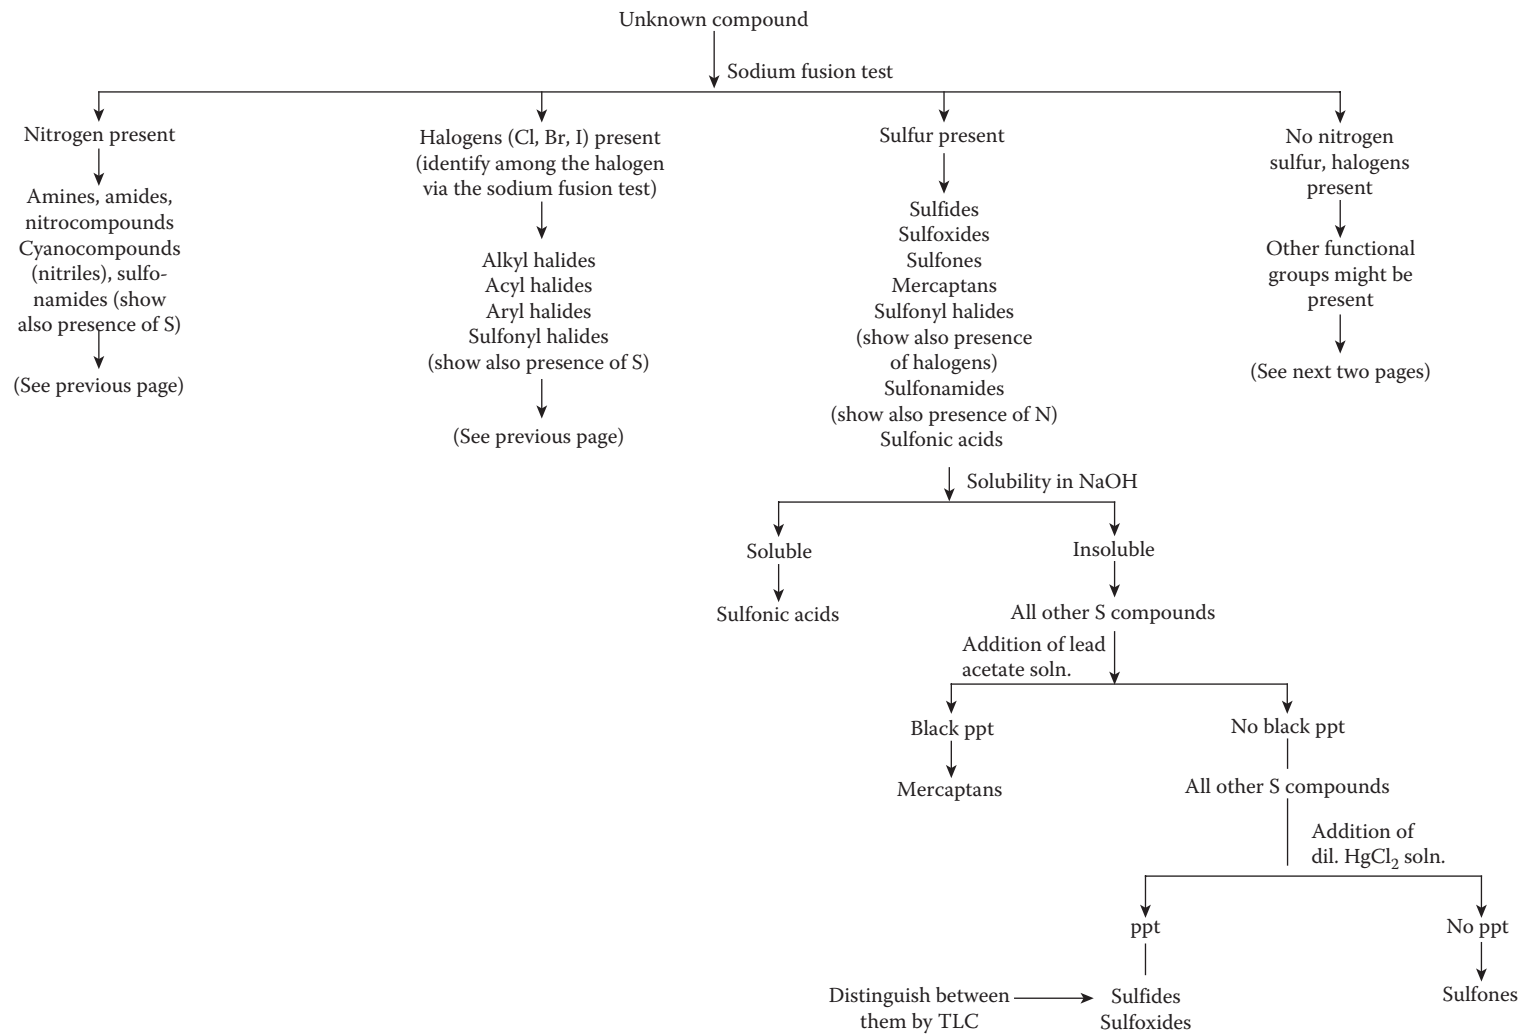 Unknown compound
Sodium fusion test
Nitrogen present
Amines, amides,
nitrocompounds
Cyanocompounds
(nitriles), sulfo-
namides (show
also presence of S)
(See previous page)
Halogens (Cl, Br, I) present
(identify among the halogen
via the sodium fusion test)
Alkyl halides
Acyl halides
Aryl halides
Sulfonyl halides
(show also presence of S)
(See previous page)
Sulfur present
Sulfides
Sulfoxides
Sulfones
Mercaptans
Sulfonyl halides
(show also presence
of halogens)
Sulfonamides
(show also presence of N)
Sulfonic acids
No nitrogen
sulfur, halogens
present
Other functional
groups might be
present
(See next two pages)
Solubility in NaOH
Soluble
Sulfonic acids
Insoluble
All other S compounds
Addition of lead
acetate soln.
Black ppt
Mercaptans
No black ppt
All other S compounds
Addition of
dil. HgCl₂ soln.
ppt
Distinguish between
them by TLC
Sulfides
Sulfoxides
No ppt
Sulfones